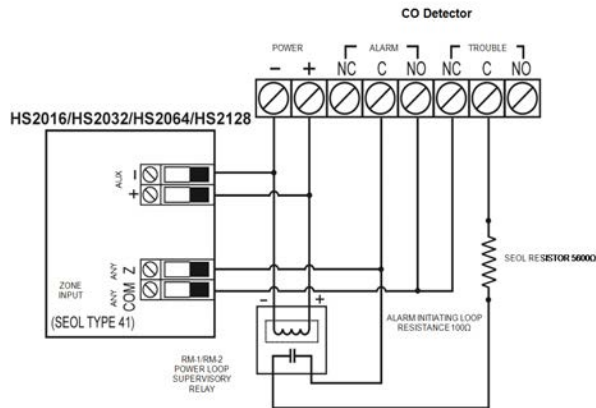 CO Detector
POWER
ALARM
TROUBLE
− + NC C NO NC C NO
HS2016/HS2032/HS2064/HS2128
AUX
−
+
ZONE
INPUT
ANY Z
ANY COM
(SEOL TYPE 41)
SEOL RESISTOR 5600Ω
− +
ALARM INITIATING LOOP
RESISTANCE 100Ω
RM-1/RM-2
POWER LOOP
SUPERVISORY
RELAY